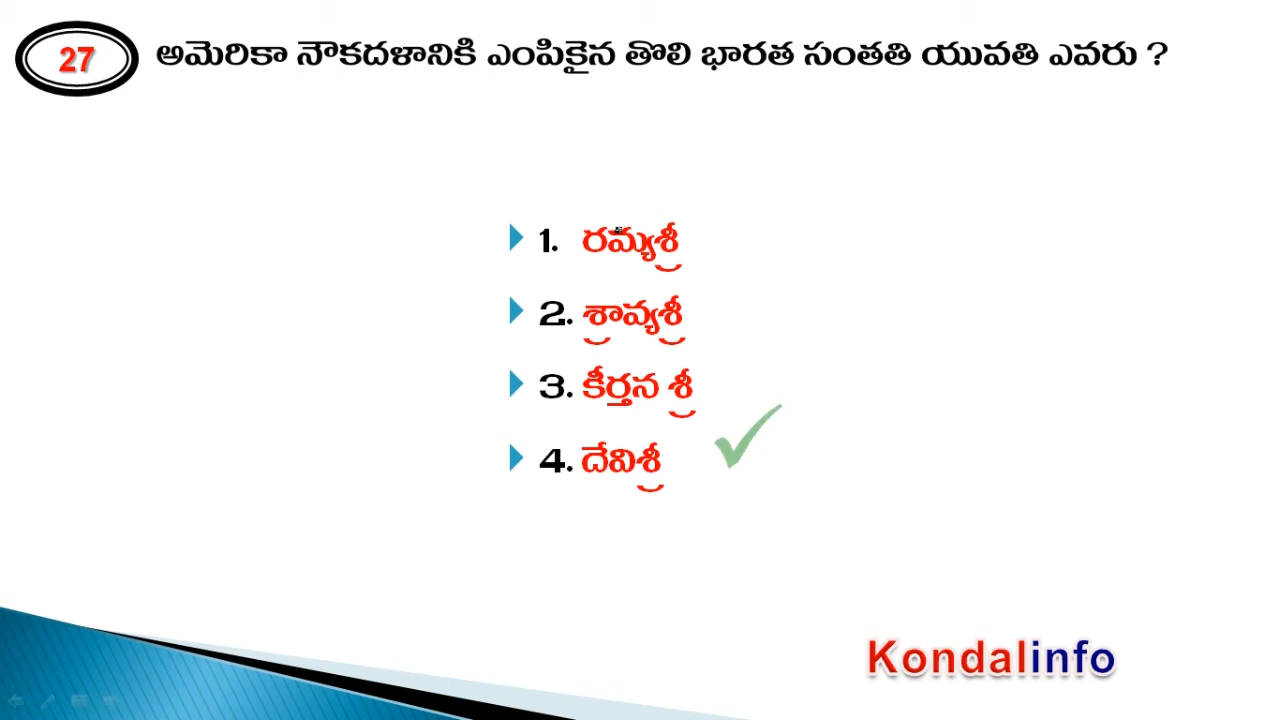 27 అమెరికా నౌకదళానికి ఎంపికైన తొలి భారత సంతతి యువతి ఎవరు ?
1. రమ్యశ్రీ
2. శ్రావ్యశ్రీ
3. కీర్తన శ్రీ
4. దేవిశ్రీ
Kondalinfo